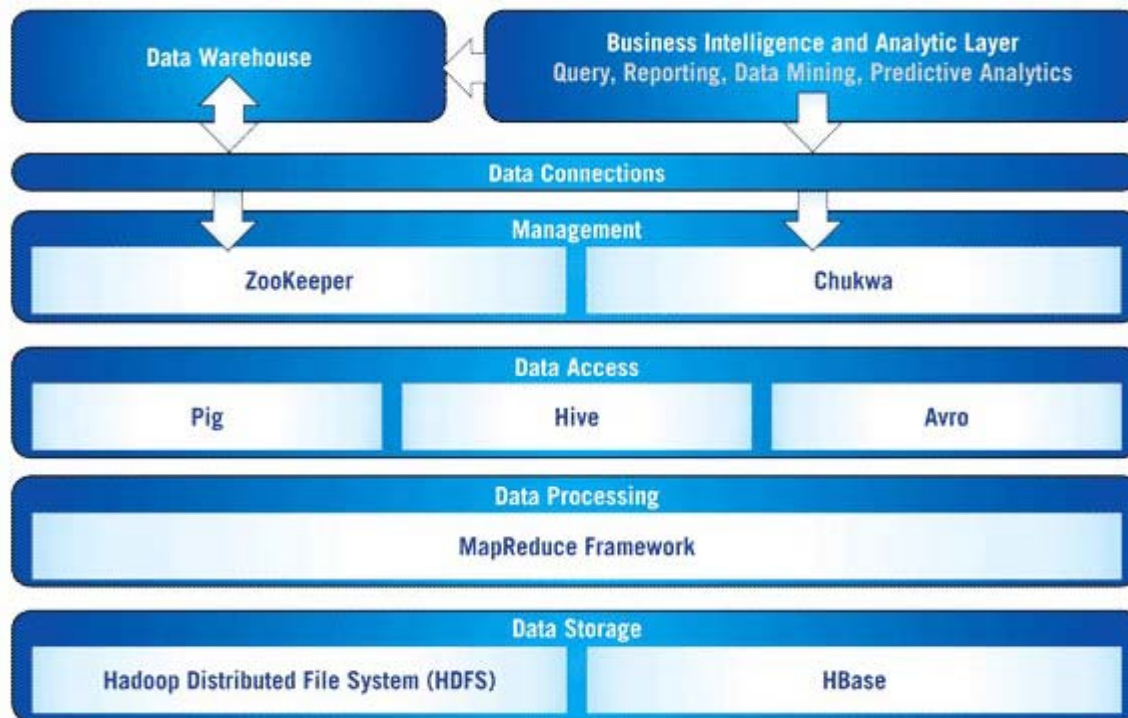 Data Warehouse
Business Intelligence and Analytic Layer
Query, Reporting, Data Mining, Predictive Analytics
Data Connections
Management
ZooKeeper
Chukwa
Data Access
Pig
Hive
Avro
Data Processing
MapReduce Framework
Data Storage
Hadoop Distributed File System (HDFS)
HBase